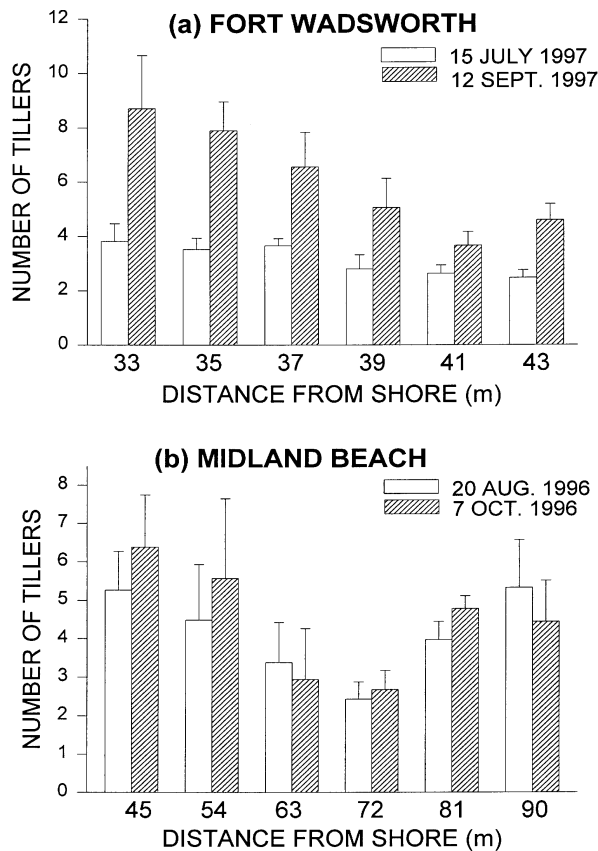 (a) FORT WADSWORTH
15 JULY 1997
12 SEPT. 1997
NUMBER OF TILLERS
12
10
8
6
4
2
0
33 35 37 39 41 43
DISTANCE FROM SHORE (m)
(b) MIDLAND BEACH
20 AUG. 1996
7 OCT. 1996
NUMBER OF TILLERS
8
7
6
5
4
3
2
1
0
45 54 63 72 81 90
DISTANCE FROM SHORE (m)